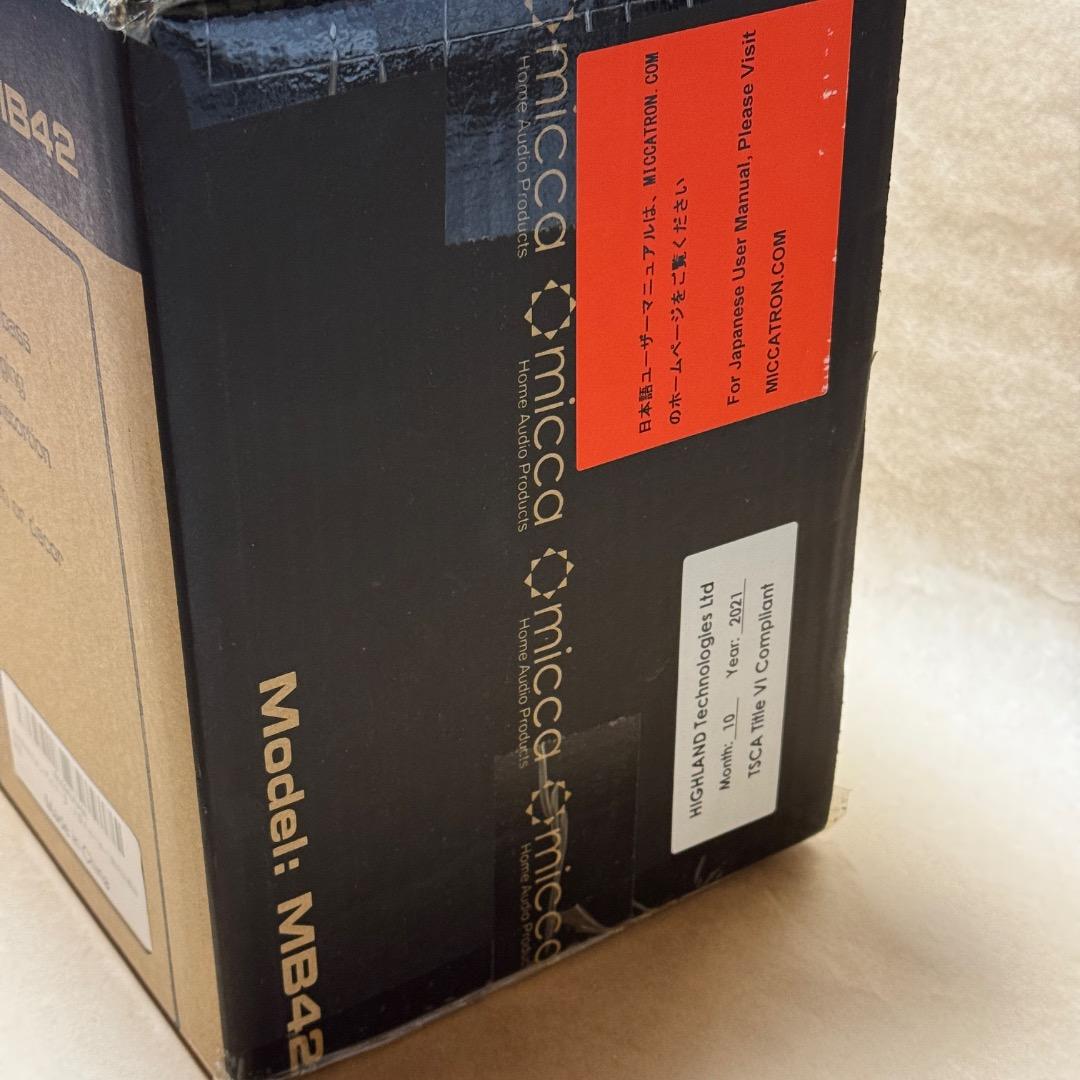 MB42
micca
Home Audio Products
micca
Home Audio Products
micca
Home Audio Products
micca
Home Audio
日本語ユーザーマニュアルは、MICCATRON.COM
のホームページをご覧ください
For Japanese User Manual, Please Visit
MICCATRON.COM
HIGHLAND Technologies Ltd
Month: 10 Year: 2021
TSCA Title VI Compliant
Model: MB42